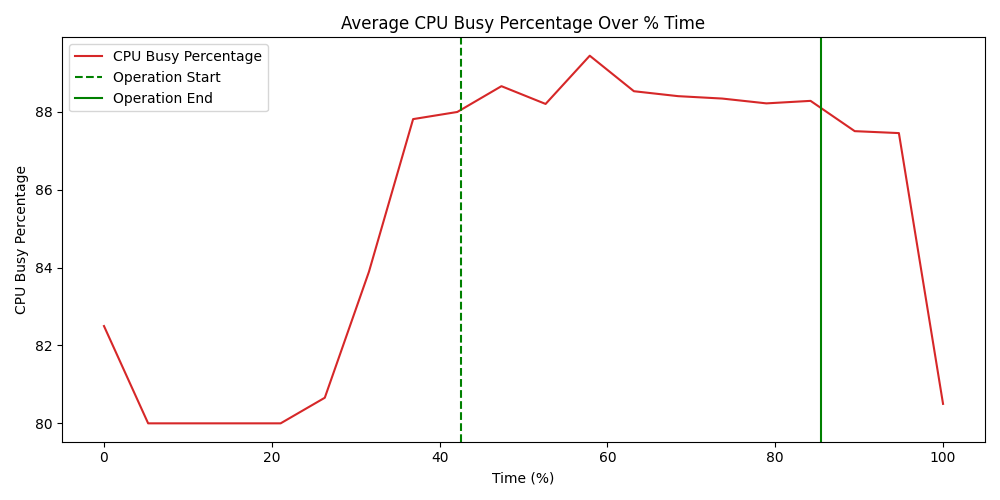 Average CPU Busy Percentage Over % Time
CPU Busy Percentage
Operation Start
Operation End
88
86
84
82
80
CPU Busy Percentage
0 20 40 60 80 100
Time (%)